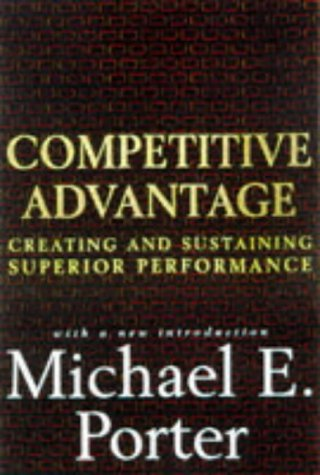 COMPETITIVE
ADVANTAGE
CREATING AND SUSTAINING
SUPERIOR PERFORMANCE
with a new introduction
Michael E.
Porter